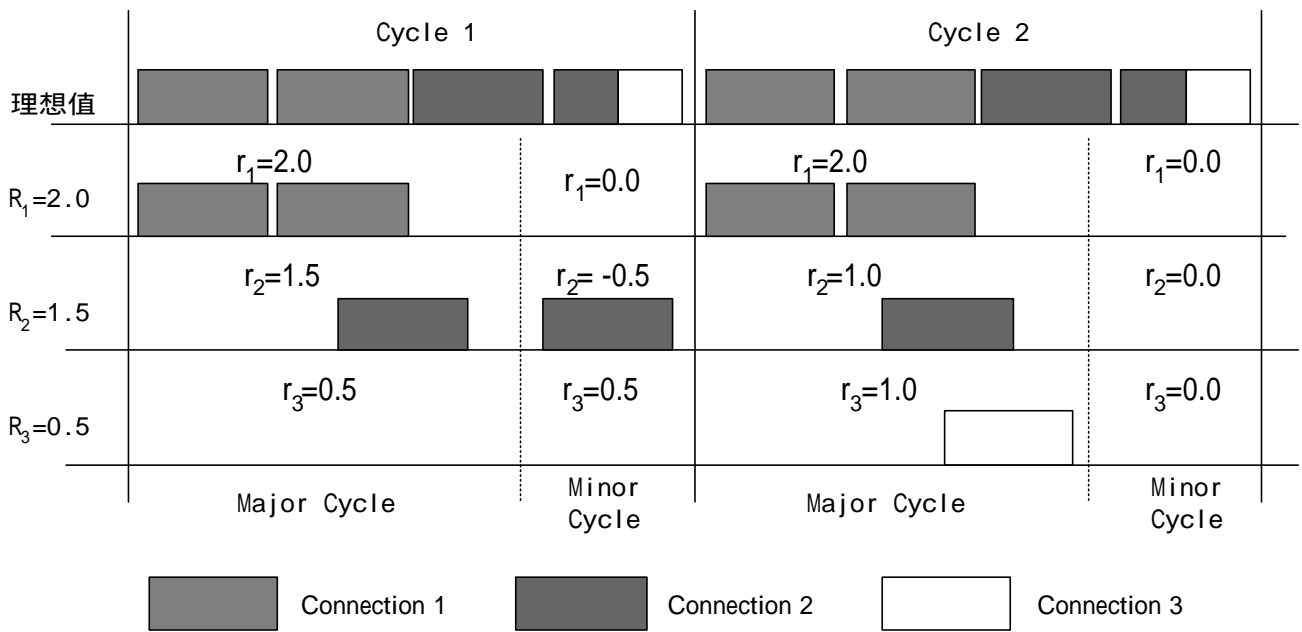 Cycle 1 Cycle 2
理想値
r1=2.0 r1=0.0 r1=2.0 r1=0.0
R1=2.0
r2=1.5 r2= -0.5 r2=1.0 r2=0.0
R2=1.5
r3=0.5 r3=0.5 r3=1.0 r3=0.0
R3=0.5
Major Cycle Minor Cycle Major Cycle Minor Cycle
Connection 1 Connection 2 Connection 3